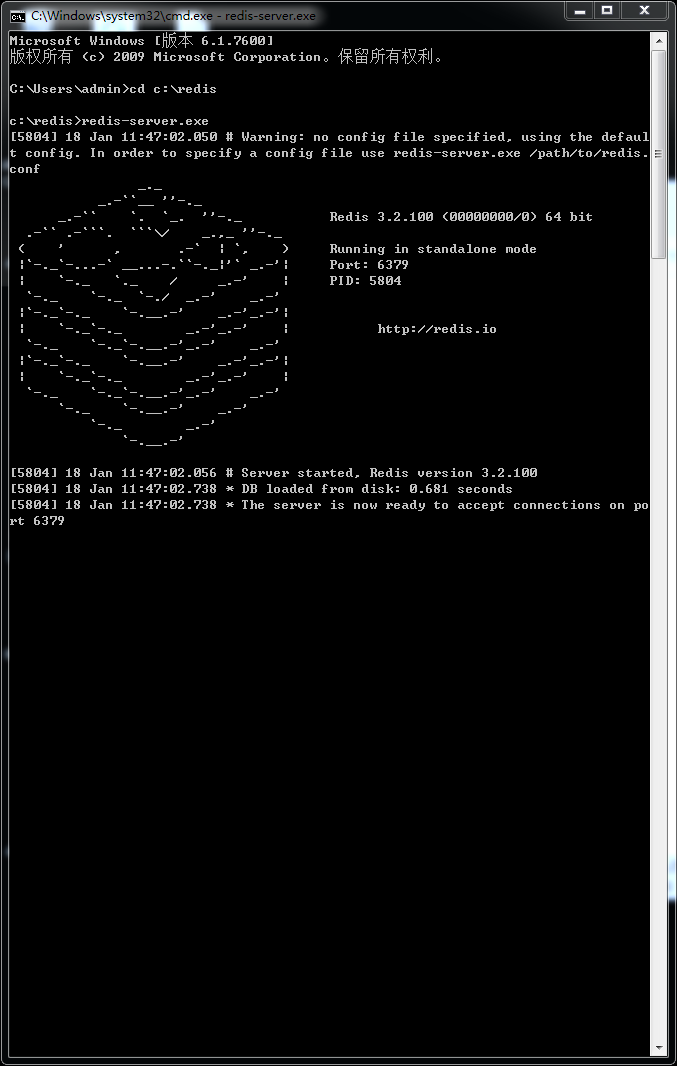 C:\Windows\system32\cmd.exe - redis-server.exe
Microsoft Windows [版本 6.1.7600]
版权所有 (c) 2009 Microsoft Corporation。保留所有权利。
C:\Users\admin>cd c:\redis
c:\redis>redis-server.exe
[5804] 18 Jan 11:47:02.050 # Warning: no config file specified, using the defaul
t config. In order to specify a config file use redis-server.exe /path/to/redis.
conf
Redis 3.2.100 (00000000/0) 64 bit
Running in standalone mode
Port: 6379
PID: 5804
http://redis.io
[5804] 18 Jan 11:47:02.056 # Server started, Redis version 3.2.100
[5804] 18 Jan 11:47:02.738 * DB loaded from disk: 0.681 seconds
[5804] 18 Jan 11:47:02.738 * The server is now ready to accept connections on po
rt 6379